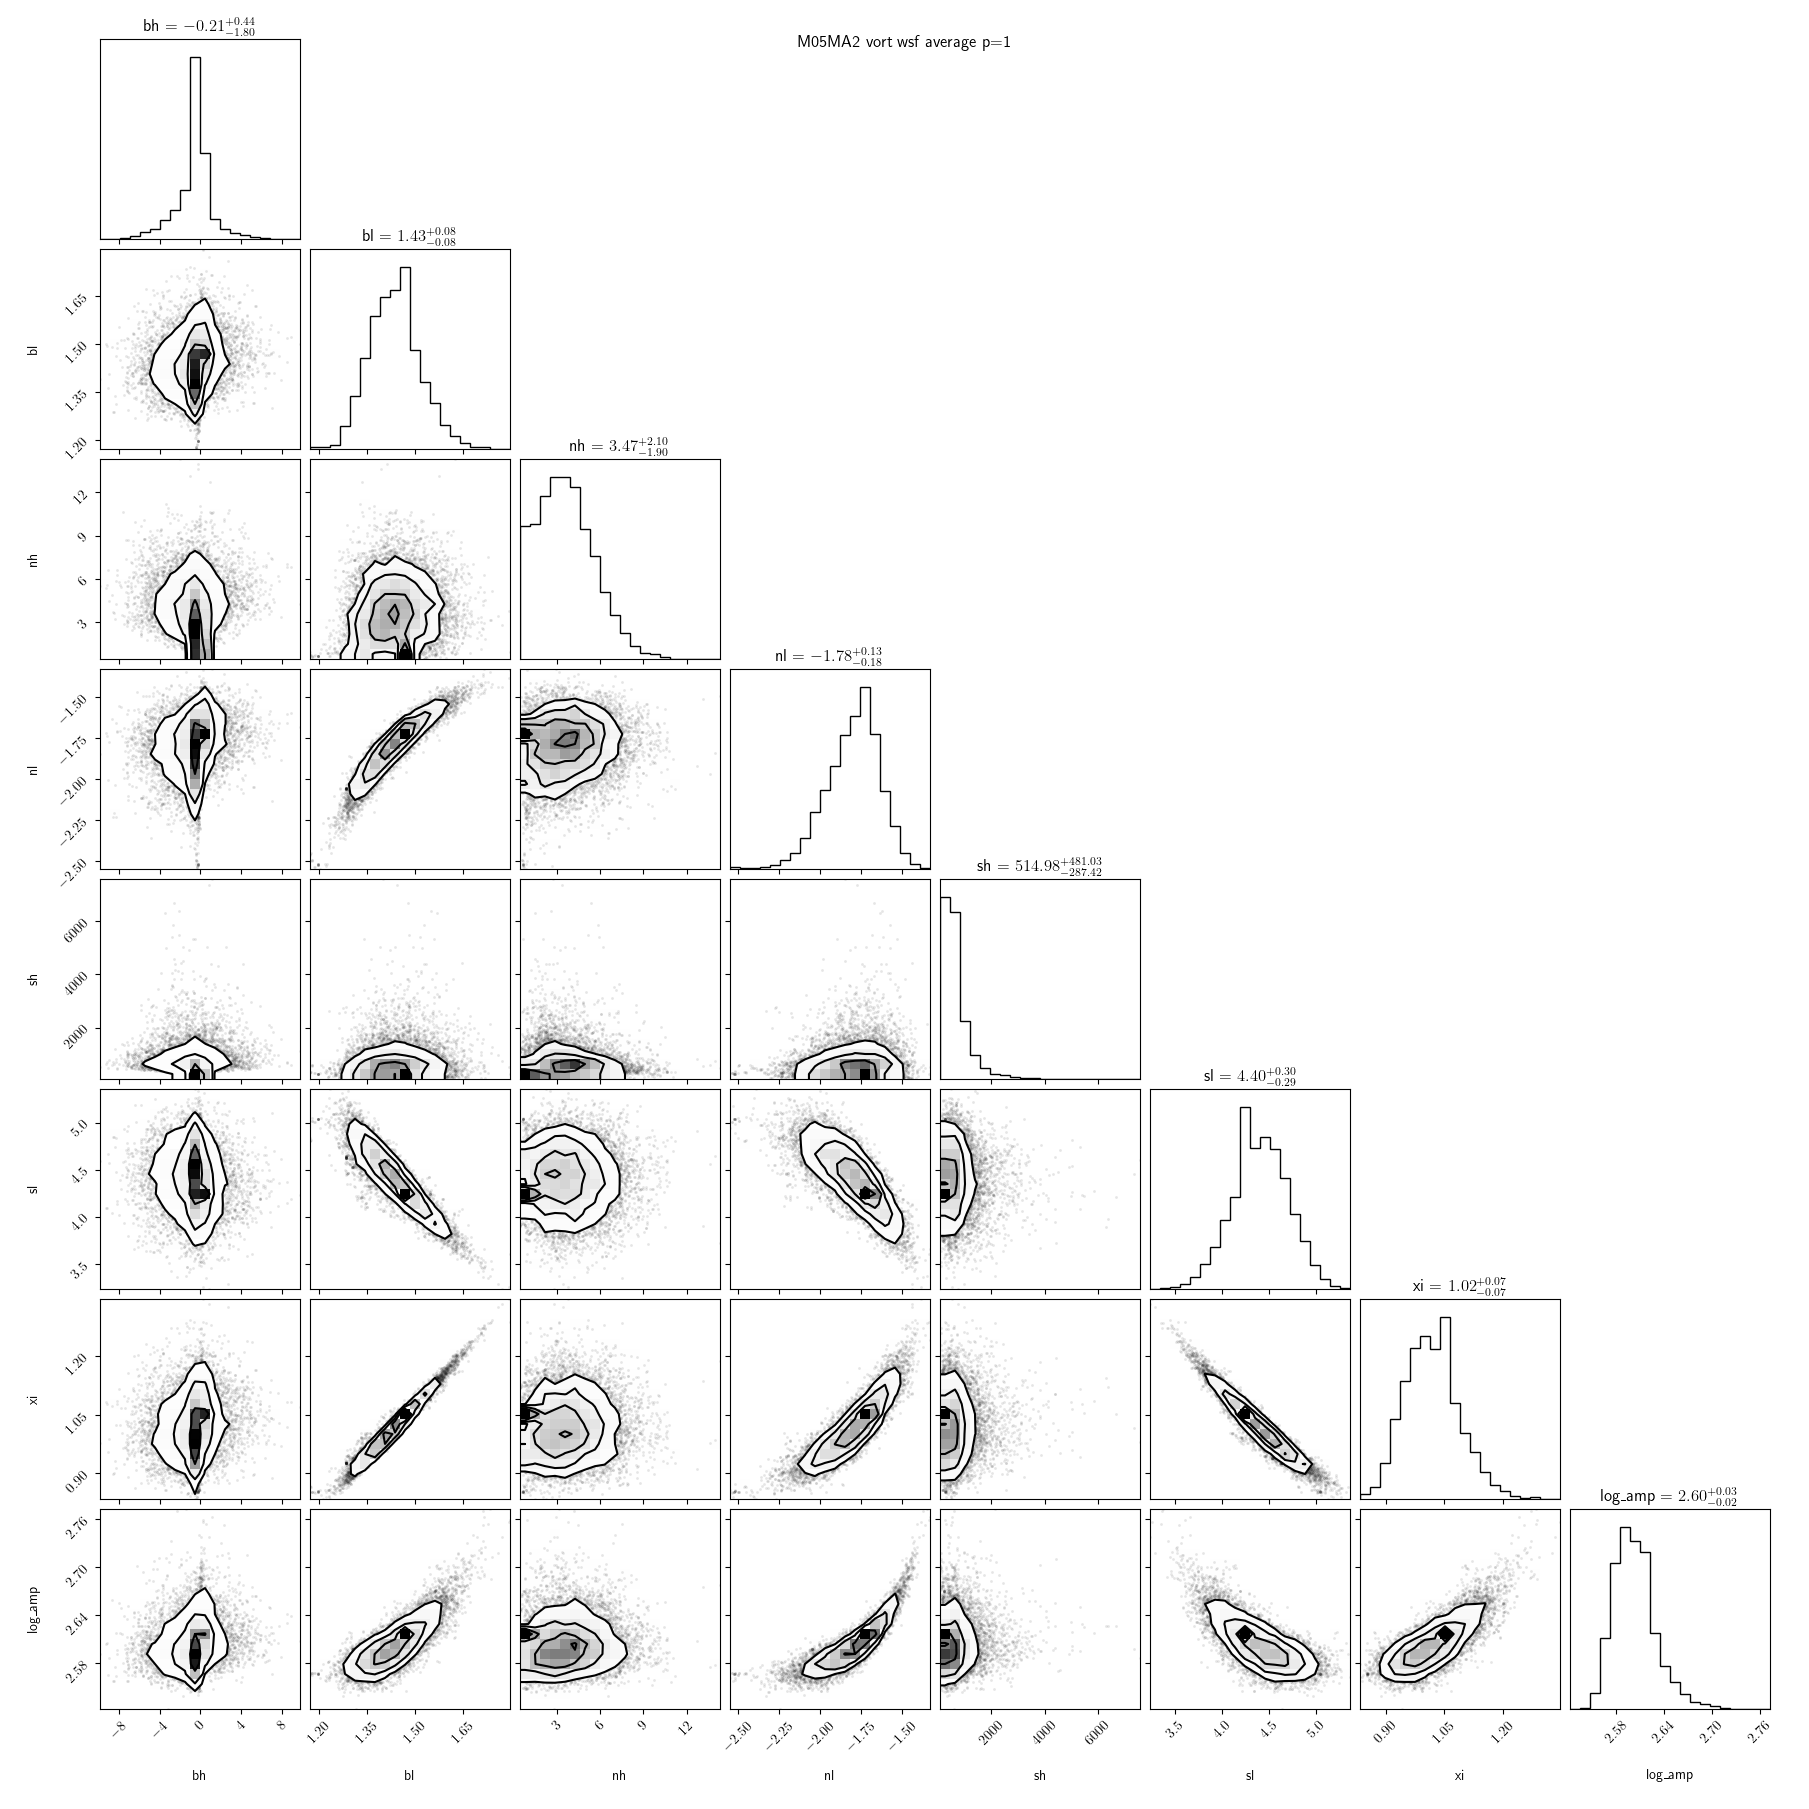 M05MA2 vort wsf average p=1
bh = −0.21 +0.44 −1.80
bl = 1.43 +0.08 −0.08
bl
1.65
1.50
1.35
1.20
nh = 3.47 +2.10 −1.90
nh
12
9
6
3
nl = −1.78 +0.13 −0.18
nl
−1.50
−1.75
−2.00
−2.25
−2.50
sh = 514.98 +481.03 −287.42
sh
6000
4000
2000
sl = 4.40 +0.30 −0.29
sl
5.0
4.5
4.0
3.5
xi = 1.02 +0.07 −0.07
xi
1.20
1.05
0.90
log_amp = 2.60 +0.03 −0.02
log_amp
2.76
2.70
2.64
2.58
−8 −4 0 4 8 1.20 1.35 1.50 1.65 3 6 9 12 −2.50 −2.25 −2.00 −1.75 −1.50 2000 4000 6000 3.5 4.0 4.5 5.0 0.90 1.05 1.20 2.58 2.64 2.70 2.76
bh bl nh nl sh sl xi log_amp